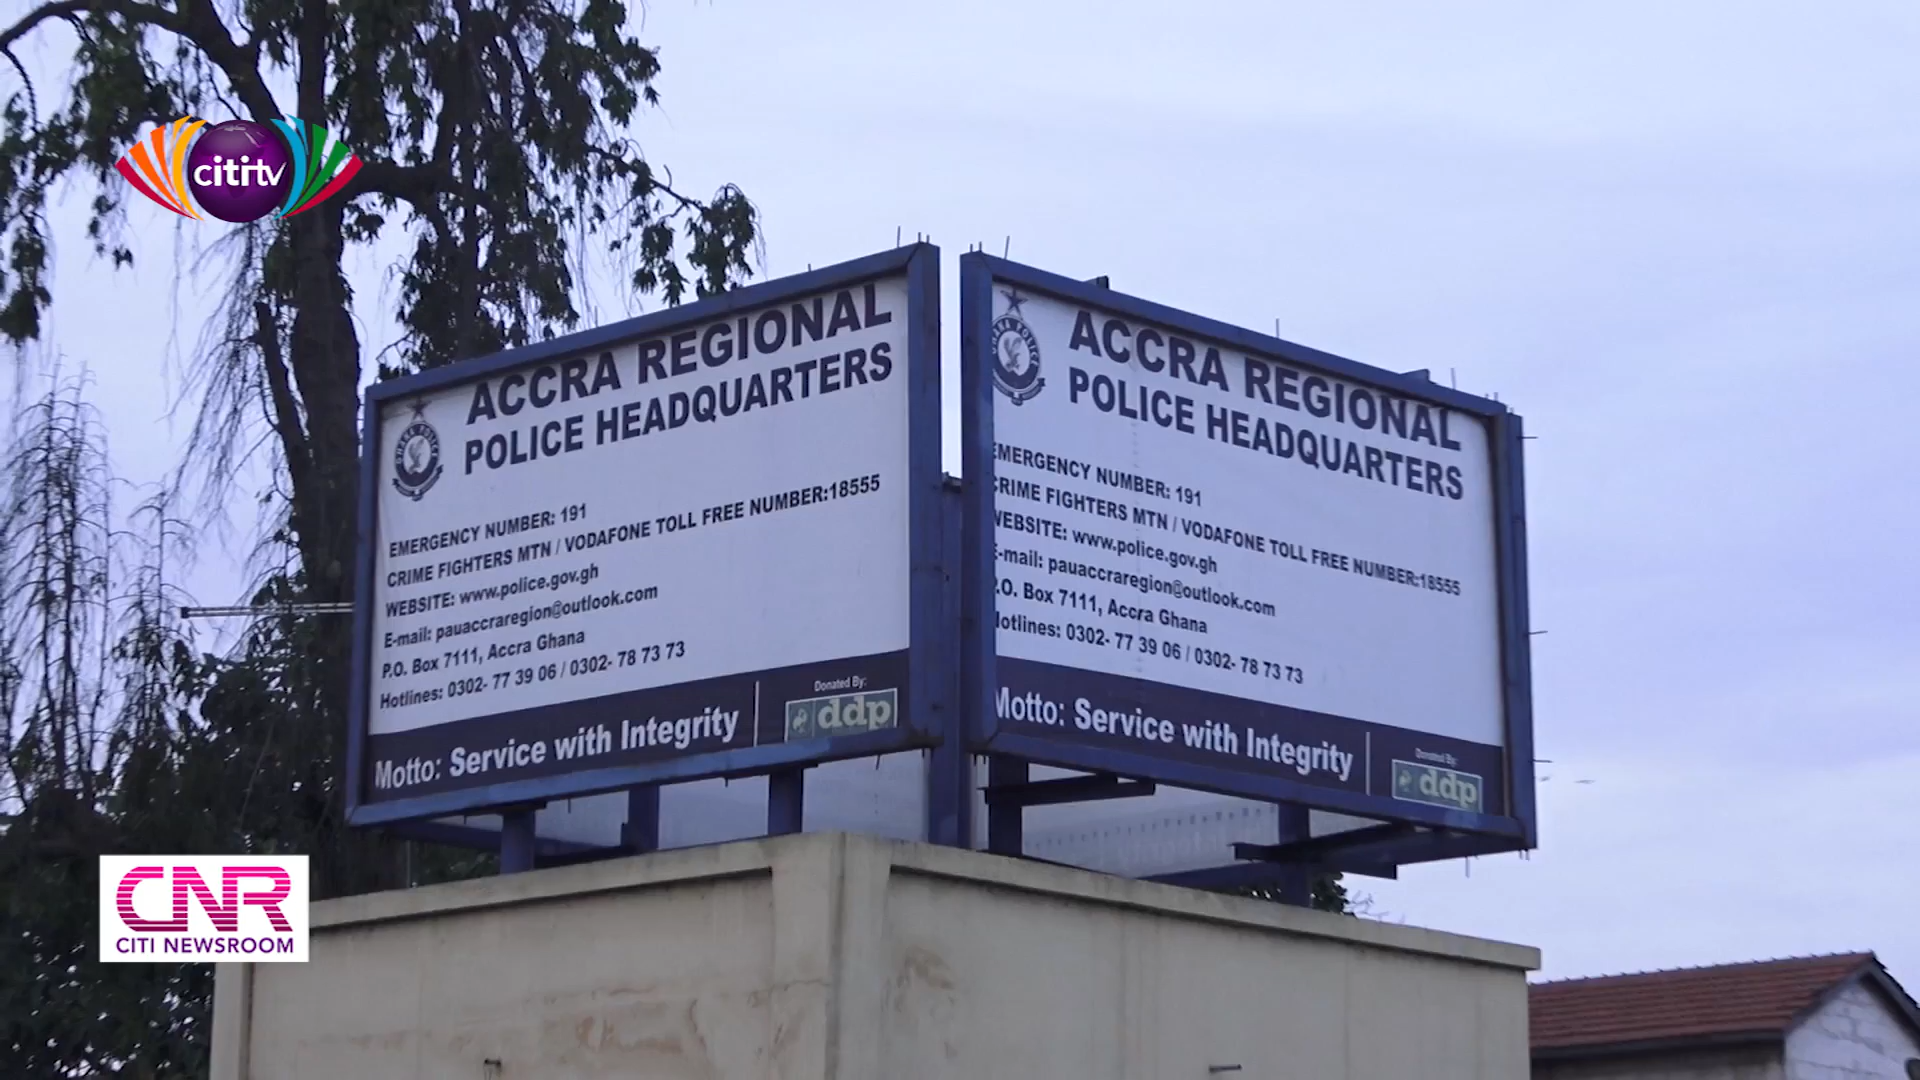 citi tv
ACCRA REGIONAL
POLICE HEADQUARTERS
GHANA POLICE
EMERGENCY NUMBER: 191
CRIME FIGHTERS MTN / VODAFONE TOLL FREE NUMBER:18555
WEBSITE: www.police.gov.gh
E-mail: pauaccraregion@outlook.com
P.O. Box 7111, Accra Ghana
Hotlines: 0302- 77 39 06 / 0302- 78 73 73
Motto: Service with Integrity
Donated By:
ddp
ACCRA REGIONAL
POLICE HEADQUARTERS
GHANA POLICE
EMERGENCY NUMBER: 191
CRIME FIGHTERS MTN / VODAFONE TOLL FREE NUMBER:18555
WEBSITE: www.police.gov.gh
E-mail: pauaccraregion@outlook.com
P.O. Box 7111, Accra Ghana
Hotlines: 0302- 77 39 06 / 0302- 78 73 73
Motto: Service with Integrity
Donated By:
ddp
CNR
CITI NEWSROOM